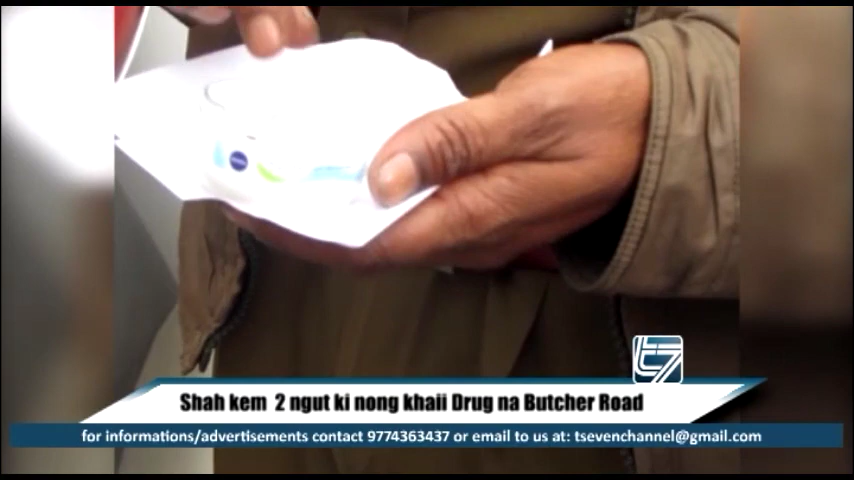 Shah kem 2 ngut ki nong khaii Drug na Butcher Road
for informations/advertisements contact 9774363437 or email to us at: tsevenchannel@gmail.com